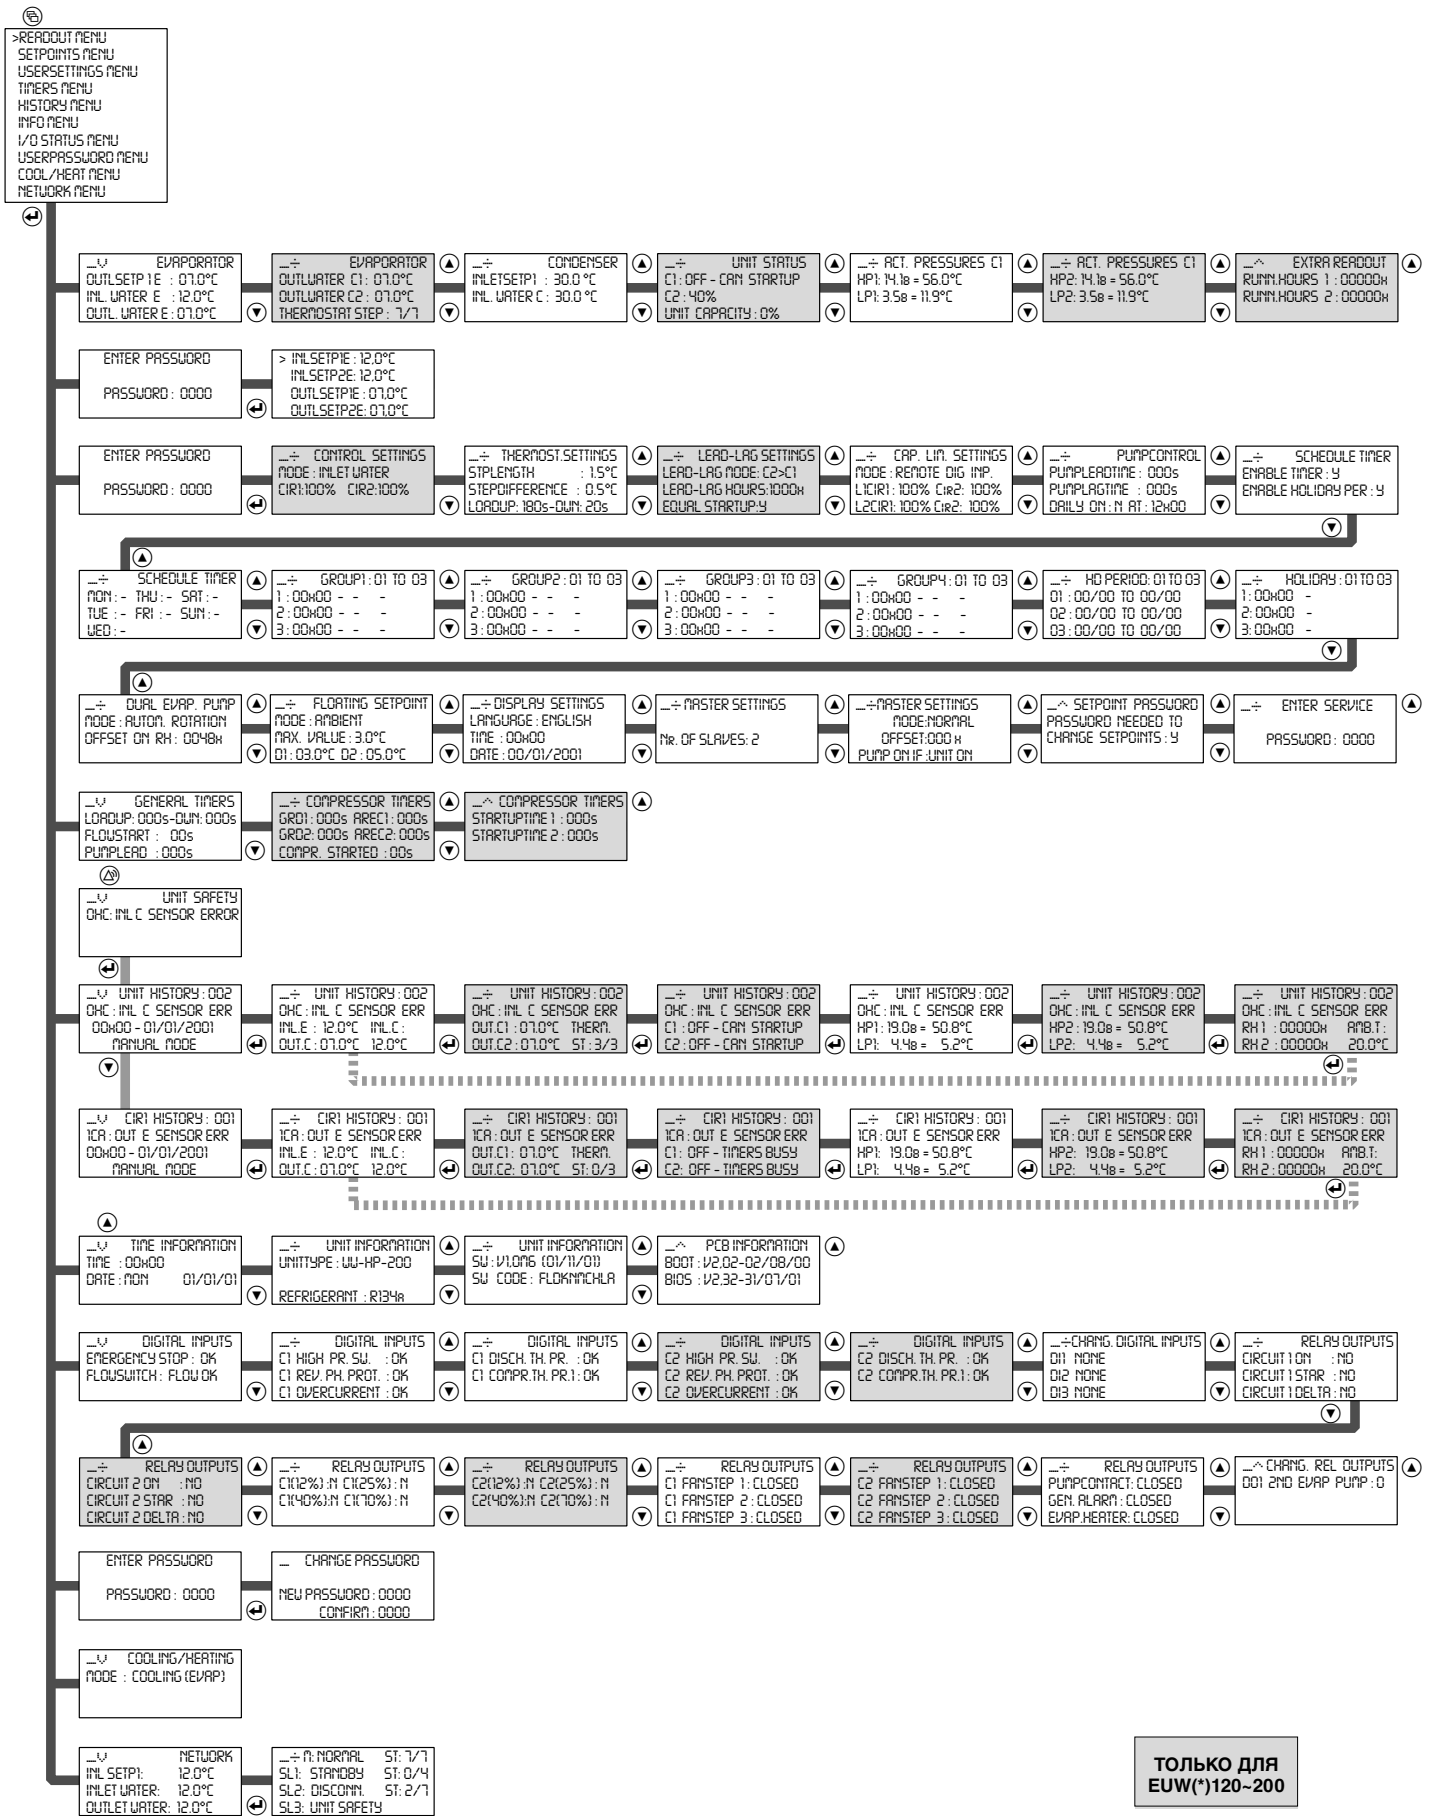 >READOUT MENU
SETPOINTS MENU
USERSETTINGS MENU
TIMERS MENU
HISTORY MENU
INFO MENU
I/O STATUS MENU
USERPASSWORD MENU
COOL/HEAT MENU
NETWORK MENU
_v EVAPORATOR
OUTLSETP 1 E : 07.0°C
INL. WATER E : 12.0°C
OUTL. WATER E : 07.0°C
_÷ EVAPORATOR
OUTLWATER C1: 07.0°C
OUTLWATER C2 : 07.0°C
THERMOSTAT STEP : 7/7
_÷ CONDENSER
INLETSETP1 : 30.0 °C
INL. WATER C : 30.0 °C
_÷ UNIT STATUS
C1 : OFF - CAN STARTUP
C2 : 40%
UNIT CAPACITY : 0%
_÷ ACT. PRESSURES C1
HP1: 14.1B = 56.0°C
LP1: 3.5B = 11.9°C
_÷ ACT. PRESSURES C1
HP2: 14.1B = 56.0°C
LP2: 3.5B = 11.9°C
_^ EXTRA READOUT
RUNN.HOURS 1 : 00000H
RUNN.HOURS 2 : 00000H
ENTER PASSWORD
PASSWORD : 0000
> INLSETP1E : 12,0°C
INLSETP2E: 12,0°C
OUTLSETP1E : 07,0°C
OUTLSETP2E: 07,0°C
ENTER PASSWORD
PASSWORD : 0000
_÷ CONTROL SETTINGS
MODE : INLET WATER
CIR1:100% CIR2:100%
_÷ THERMOST.SETTINGS
STPLENGTH : 1.5°C
STEPDIFFERENCE : 0.5°C
LOADUP: 180s-DWN: 20s
_÷ LEAD-LAG SETTINGS
LEAD-LAG MODE: C2>C1
LEAD-LAG HOURS:1000H
EQUAL STARTUP:Y
_÷ CAP. LIM. SETTINGS
MODE : REMOTE DIG INP.
L1CIR1 : 100% CIR2: 100%
L2CIR1: 100% CIR2: 100%
_÷ PUMPCONTROL
PUMPLEADTIME : 000s
PUMPLAGTIME : 000s
DAILY ON : N AT : 12H00
_÷ SCHEDULE TIMER
ENABLE TIMER : Y
ENABLE HOLIDAY PER : Y
_÷ SCHEDULE TIMER
MON : - THU : - SAT : -
TUE : - FRI : - SUN : -
WED : -
_÷ GROUP1 : 01 TO 03
1 : 00H00 - - -
2 : 00H00 - - -
3 : 00H00 - - -
_÷ GROUP2 : 01 TO 03
1 : 00H00 - - -
2 : 00H00 - - -
3 : 00H00 - - -
_÷ GROUP3 : 01 TO 03
1 : 00H00 - - -
2 : 00H00 - - -
3 : 00H00 - - -
_÷ GROUP4 : 01 TO 03
1 : 00H00 - - -
2 : 00H00 - - -
3 : 00H00 - - -
_÷ HD PERIOD: 01 TO 03
01 : 00/00 TO 00/00
02 : 00/00 TO 00/00
03 : 00/00 TO 00/00
_÷ HOLIDAY : 01 TO 03
1: 00H00 -
2: 00H00 -
3: 00H00 -
_÷ DUAL EVAP. PUMP
MODE : AUTOM. ROTATION
OFFSET ON RH : 0048H
_÷ FLOATING SETPOINT
MODE : AMBIENT
MAX. VALUE : 3.0°C
D1 : 03.0°C D2 : 05.0°C
_÷ DISPLAY SETTINGS
LANGUAGE : ENGLISH
TIME : 00H00
DATE : 00/01/2001
_÷ MASTER SETTINGS
NR. OF SLAVES: 2
_÷MASTER SETTINGS
MODE:NORMAL
OFFSET:000 H
PUMP ON IF :UNIT ON
_^ SETPOINT PASSWORD
PASSWORD NEEDED TO
CHANGE SETPOINTS : Y
_÷ ENTER SERVICE
PASSWORD : 0000
_v GENERAL TIMERS
LOADUP: 000s-DWN: 000s
FLOWSTART : 00s
PUMPLEAD : 000s
_÷ COMPRESSOR TIMERS
GRD1 : 000s AREC1 : 000s
GRD2: 000s AREC2: 000s
COMPR. STARTED : 00s
_^ COMPRESSOR TIMERS
STARTUPTIME 1 : 000s
STARTUPTIME 2 : 000s
_v UNIT SAFETY
0HC: INL C SENSOR ERROR
_v UNIT HISTORY : 002
0HC : INL C SENSOR ERR
00H00 - 01/01/2001
MANUAL MODE
_÷ UNIT HISTORY : 002
0HC : INL C SENSOR ERR
INL.E : 12.0°C INL.C :
OUT.C : 07.0°C 12.0°C
_÷ UNIT HISTORY : 002
0HC : INL C SENSOR ERR
OUT.C1 : 07.0°C THERM.
OUT.C2 : 07.0°C ST : 3/3
_÷ UNIT HISTORY : 002
0HC : INL C SENSOR ERR
C1 : OFF - CAN STARTUP
C2 : OFF - CAN STARTUP
_÷ UNIT HISTORY : 002
0HC : INL C SENSOR ERR
HP1 : 19.0B = 50.8°C
LP1: 4.4B = 5.2°C
_÷ UNIT HISTORY : 002
0HC : INL C SENSOR ERR
HP2 : 19.0B = 50.8°C
LP2: 4.4B = 5.2°C
_÷ UNIT HISTORY : 002
0HC : INL C SENSOR ERR
RH 1 : 00000H AMB.T :
RH 2 : 00000H 20.0°C
_v CIR1 HISTORY : 001
1CA : OUT E SENSOR ERR
00H00 - 01/01/2001
MANUAL MODE
_÷ CIR1 HISTORY : 001
1CA : OUT E SENSOR ERR
INL.E : 12.0°C INL.C :
OUT.C : 07.0°C 12.0°C
_÷ CIR1 HISTORY : 001
1CA : OUT E SENSOR ERR
OUT.C1 : 07.0°C THERM.
OUT.C2: 07.0°C ST: 0/3
_÷ CIR1 HISTORY : 001
1CA : OUT E SENSOR ERR
C1 : OFF - TIMERS BUSY
C2: OFF - TIMERS BUSY
_÷ CIR1 HISTORY : 001
1CA : OUT E SENSOR ERR
HP1: 19.0B = 50.8°C
LP1: 4.4B = 5.2°C
_÷ CIR1 HISTORY : 001
1CA : OUT E SENSOR ERR
HP2: 19.0B = 50.8°C
LP2: 4.4B = 5.2°C
_÷ CIR1 HISTORY : 001
1CA : OUT E SENSOR ERR
RH 1 : 00000H AMB.T:
RH 2 : 00000H 20.0°C
_v TIME INFORMATION
TIME : 00H00
DATE : MON 01/01/01
_÷ UNIT INFORMATION
UNITTYPE : WW-HP-200
REFRIGERANT : R134A
_÷ UNIT INFORMATION
SW : V1,0M6 (01/11/01)
SW CODE : FLDKNMCHLA
_^ PCB INFORMATION
BOOT : V2,02-02/08/00
BIOS : V2,32-31/07/01
_v DIGITAL INPUTS
EMERGENCY STOP : OK
FLOWSWITCH : FLOW OK
_÷ DIGITAL INPUTS
C1 HIGH PR. SW. : OK
C1 REV. PH. PROT. : OK
C1 OVERCURRENT : OK
_÷ DIGITAL INPUTS
C1 DISCH. TH. PR. : OK
C1 COMPR.TH. PR.1 : OK
_÷ DIGITAL INPUTS
C2 HIGH PR. SW. : OK
C2 REV. PH. PROT. : OK
C2 OVERCURRENT : OK
_÷ DIGITAL INPUTS
C2 DISCH. TH. PR. : OK
C2 COMPR.TH. PR.1 : OK
_÷CHANG. DIGITAL INPUTS
DI1 NONE
DI2 NONE
DI3 NONE
_÷ RELAY OUTPUTS
CIRCUIT 1 ON : NO
CIRCUIT 1 STAR : NO
CIRCUIT 1 DELTA : NO
_÷ RELAY OUTPUTS
CIRCUIT 2 ON : NO
CIRCUIT 2 STAR : NO
CIRCUIT 2 DELTA : NO
_÷ RELAY OUTPUTS
C1(12%):N C1(25%) : N
C1(40%):N C1(70%) : N
_÷ RELAY OUTPUTS
C2(12%):N C2(25%) : N
C2(40%):N C2(70%) : N
_÷ RELAY OUTPUTS
C1 FANSTEP 1 : CLOSED
C1 FANSTEP 2 : CLOSED
C1 FANSTEP 3 : CLOSED
_÷ RELAY OUTPUTS
C2 FANSTEP 1 : CLOSED
C2 FANSTEP 2 : CLOSED
C2 FANSTEP 3 : CLOSED
_÷ RELAY OUTPUTS
PUMPCONTACT: CLOSED
GEN. ALARM : CLOSED
EVAP.HEATER: CLOSED
_^ CHANG. REL OUTPUTS
DO1 2ND EVAP PUMP : O
ENTER PASSWORD
PASSWORD : 0000
_ CHANGE PASSWORD
NEW PASSWORD : 0000
CONFIRM : 0000
_v COOLING/HEATING
MODE : COOLING (EVAP)
_v NETWORK
INL SETP1: 12.0°C
INLET WATER: 12.0°C
OUTLET WATER: 12.0°C
_÷ M: NORMAL ST: 7/7
SL1: STANDBY ST: 0/4
SL2: DISCONN. ST: 2/7
SL3: UNIT SAFETY
ТОЛЬКО ДЛЯ
EUW(*)120~200